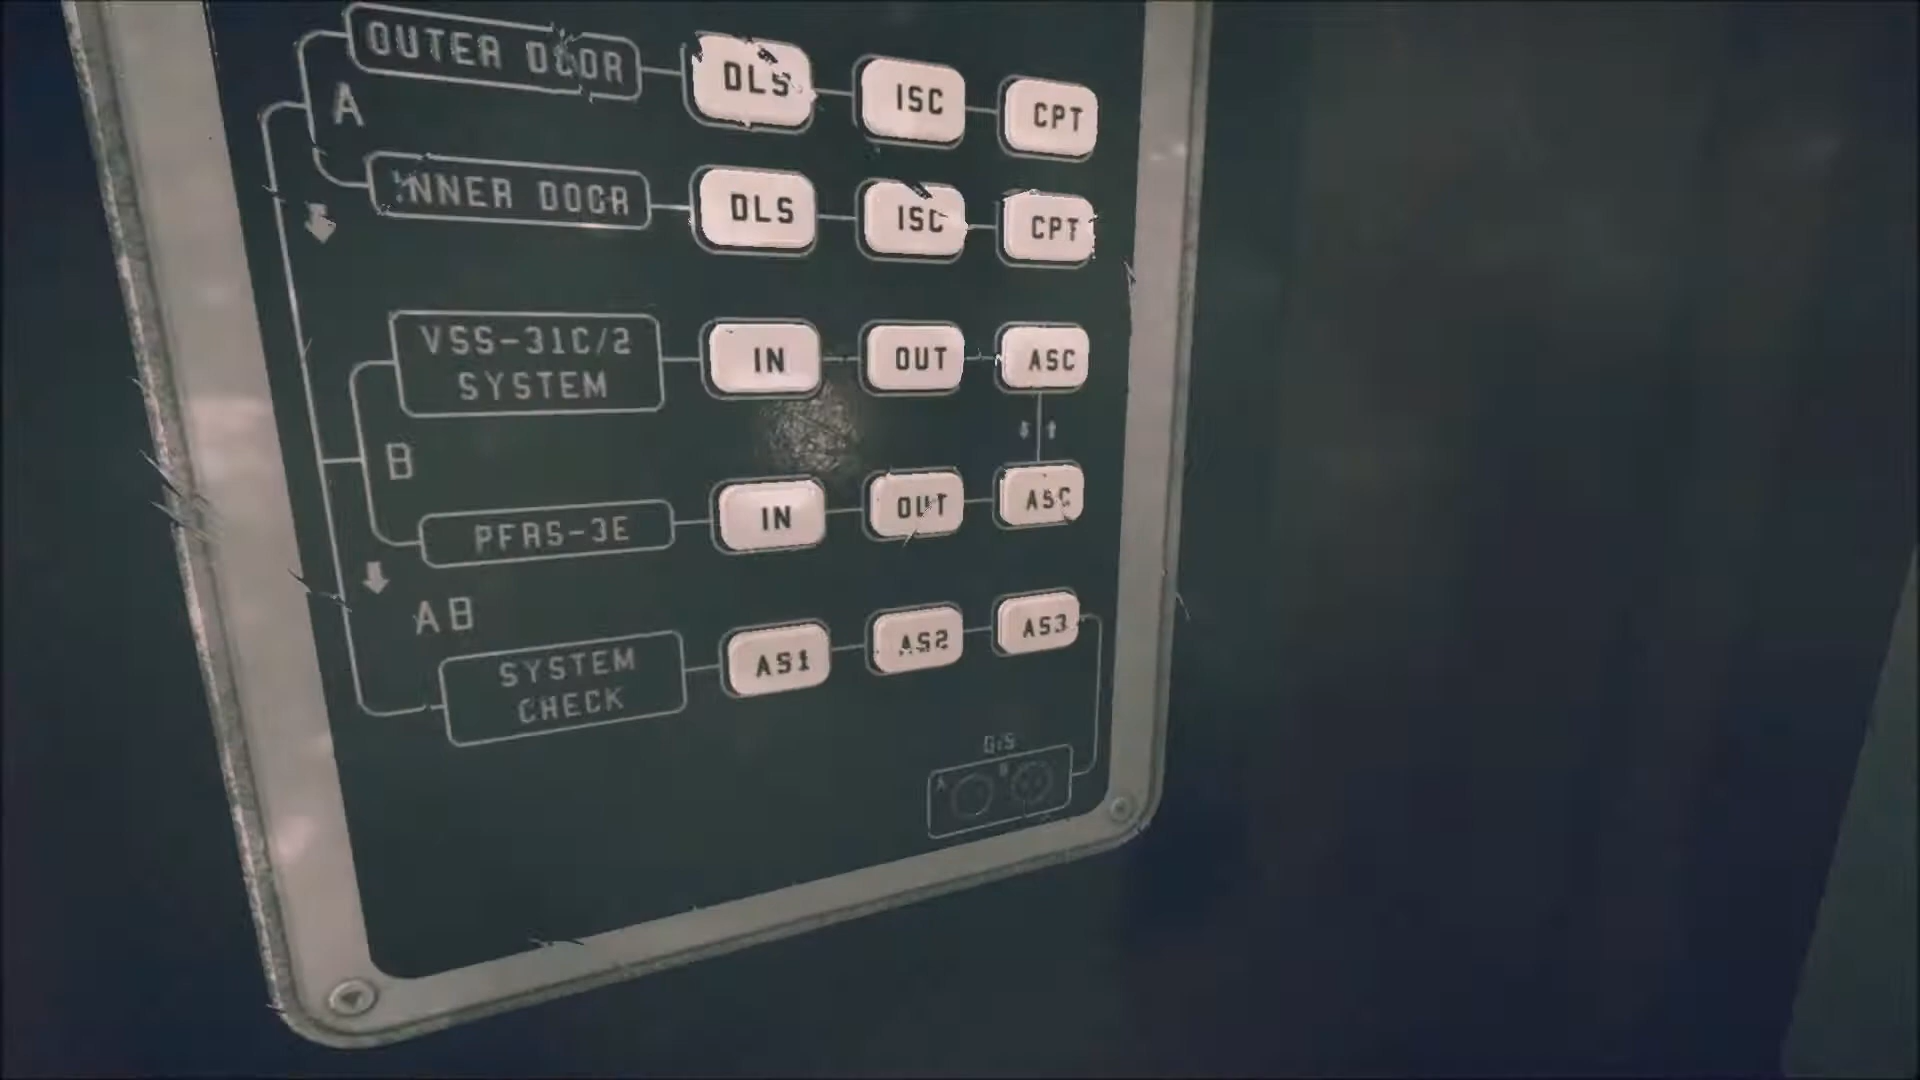 OUTER DOOR DLS ISC CPT
A
INNER DOOR DLS ISC CPT
VSS-31C/2 SYSTEM IN OUT ASC
B
PFRS-3E IN OUT ASC
AB
SYSTEM CHECK AS1 AS2 AS3
A B